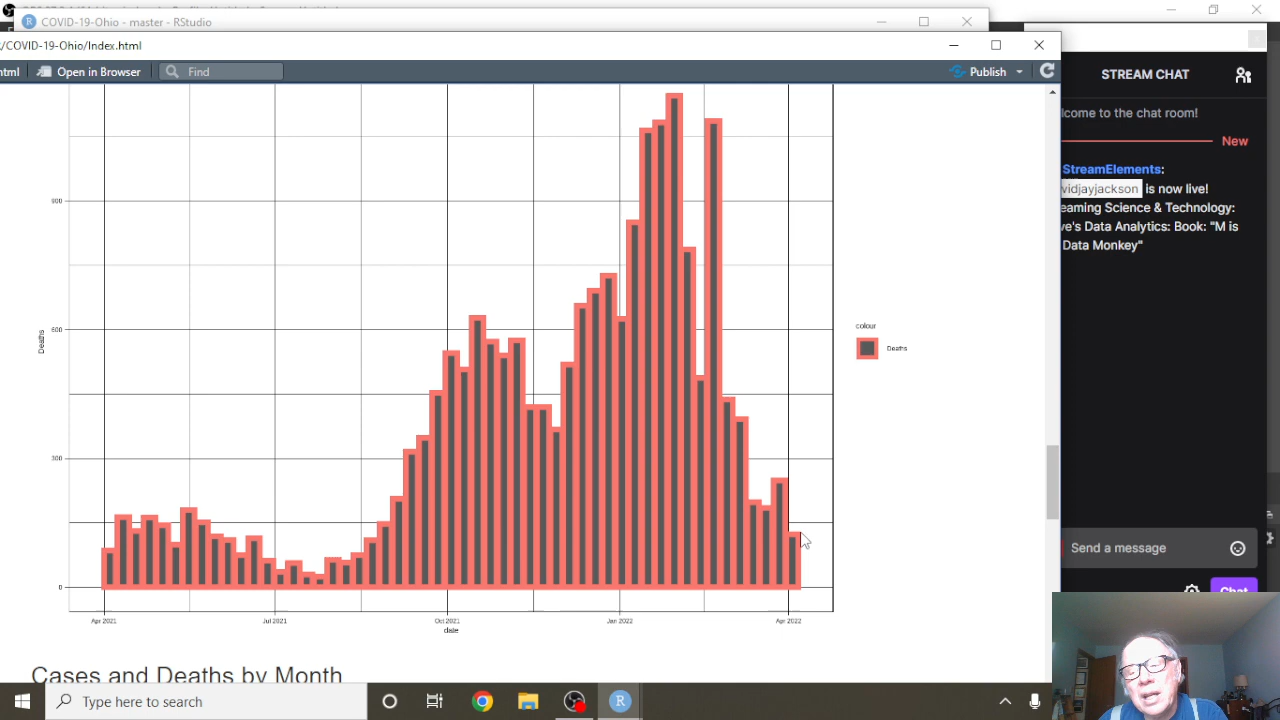 COVID-19-Ohio - master - RStudio
/COVID-19-Ohio/Index.html
html
Open in Browser
Find
Publish
900
600
300
0
Deaths
Apr 2021
Jul 2021
Oct 2021
Jan 2022
Apr 2022
date
colour
Deaths
Cases and Deaths by Month
STREAM CHAT
lcome to the chat room!
New
StreamElements:
vidjayjackson is now live!
eaming Science & Technology:
ve's Data Analytics: Book: "M is
Data Monkey"
Send a message
Chat
Type here to search